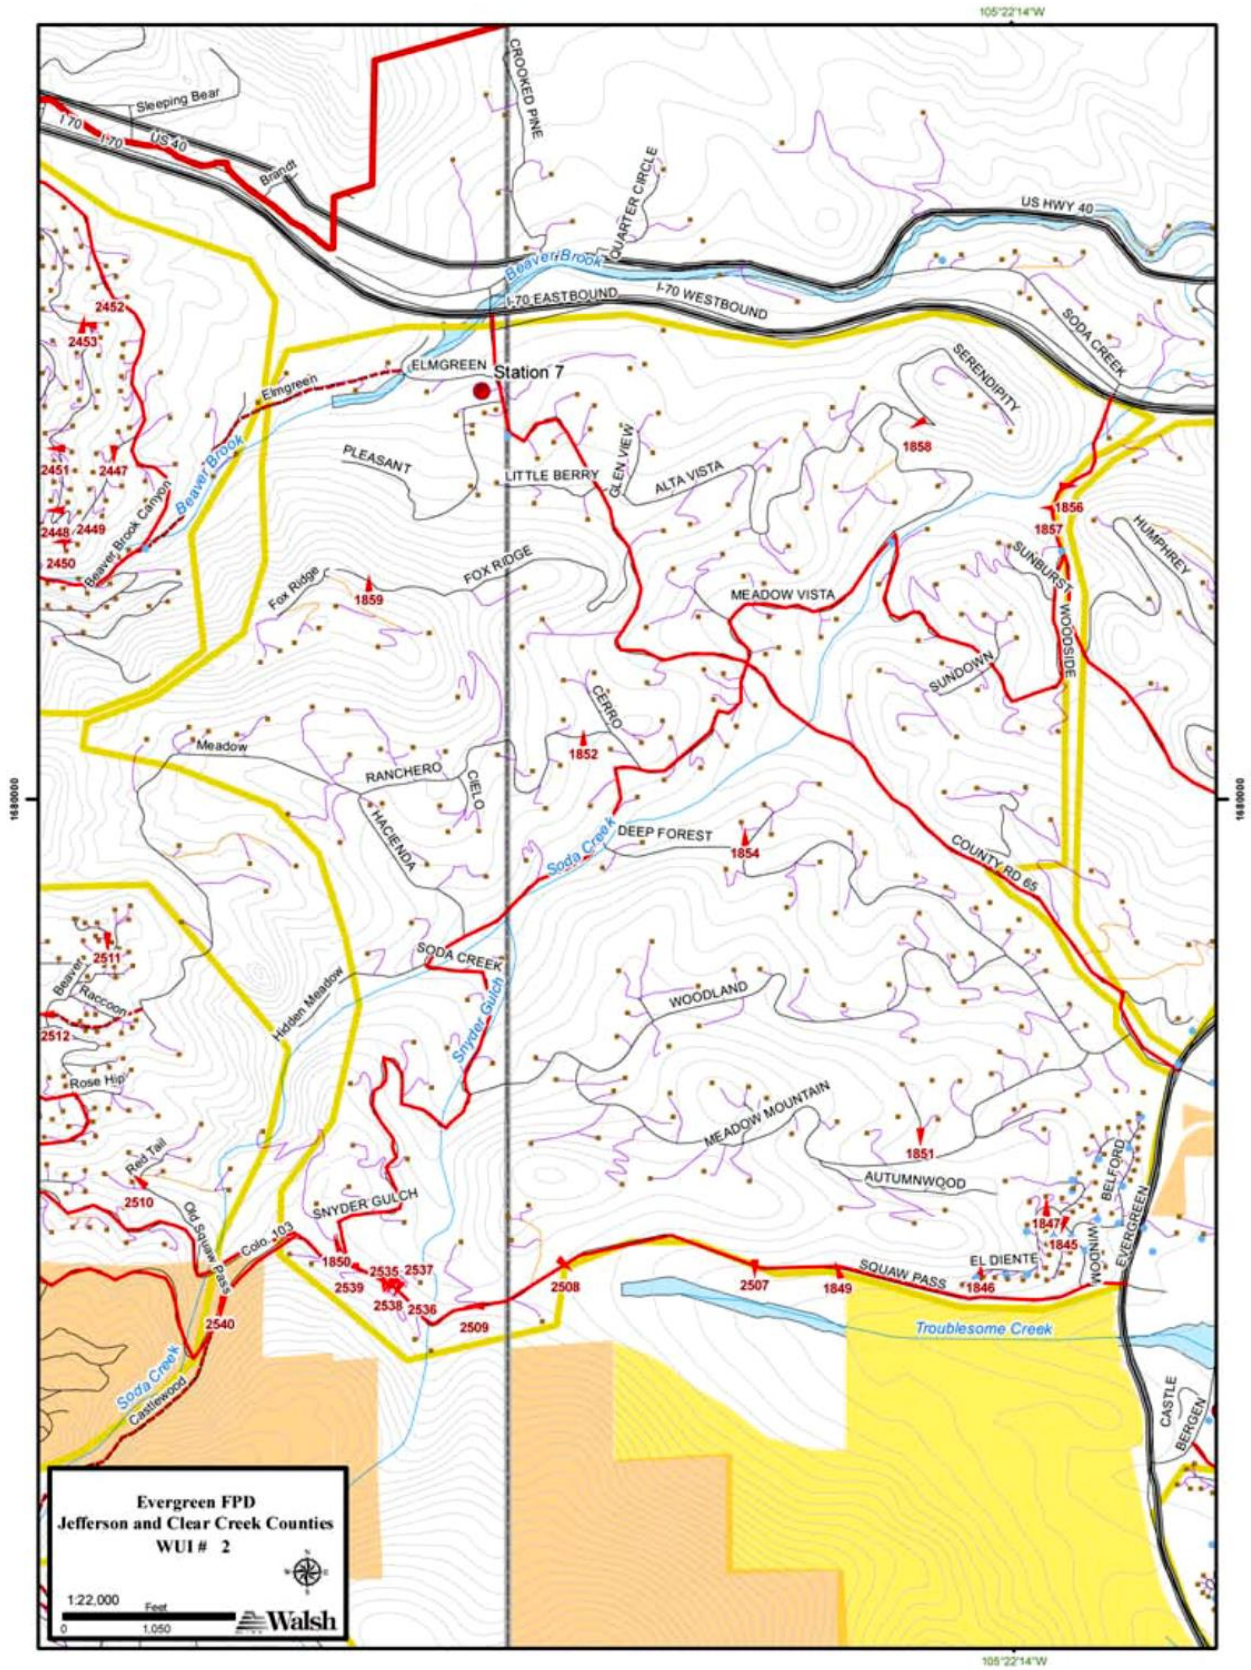 105°22'14"W
CROOKED PINE
Sleeping Bear
I 70
I 70
US 40
Brandt
QUARTER CIRCLE
US HWY 40
Beaver Brook
I-70 EASTBOUND
I-70 WESTBOUND
SODA CREEK
2452
2453
ELMGREEN
Station 7
Elmgreen
SERENDIPITY
1858
2451
2447
Beaver Brook
PLEASANT
LITTLE BERRY
GLEN VIEW
ALTA VISTA
1856
1857
2448
2449
2450
Beaver Brook Canyon
HUMPHREY
SUNBURST
Fox Ridge
1859
FOX RIDGE
MEADOW VISTA
WOODSIDE
SUNDOWN
CERRO
1852
Meadow
RANCHERO
CIELO
HACIENDA
1680000
1680000
Soda Creek
DEEP FOREST
1854
COUNTY RD 65
2511
Beaver
Raccoon
SODA CREEK
Hidden Meadow
Snyder Gulch
WOODLAND
2512
Rose Hip
MEADOW MOUNTAIN
1851
Red Tail
2510
AUTUMNWOOD
BELFORD
SNYDER GULCH
Old Squaw Pass
Colo. 103
1847
1845
EVERGREEN
WINDOM
1850
2535
2537
2539
2538
2536
2508
2507
1849
SQUAW PASS
EL DIENTE
1846
2540
2509
Troublesome Creek
Soda Creek
Castlewood
CASTLE
BERGEN
Evergreen FPD
Jefferson and Clear Creek Counties
WUI # 2
1:22,000
Feet
0 1,050
Walsh
105°22'14"W